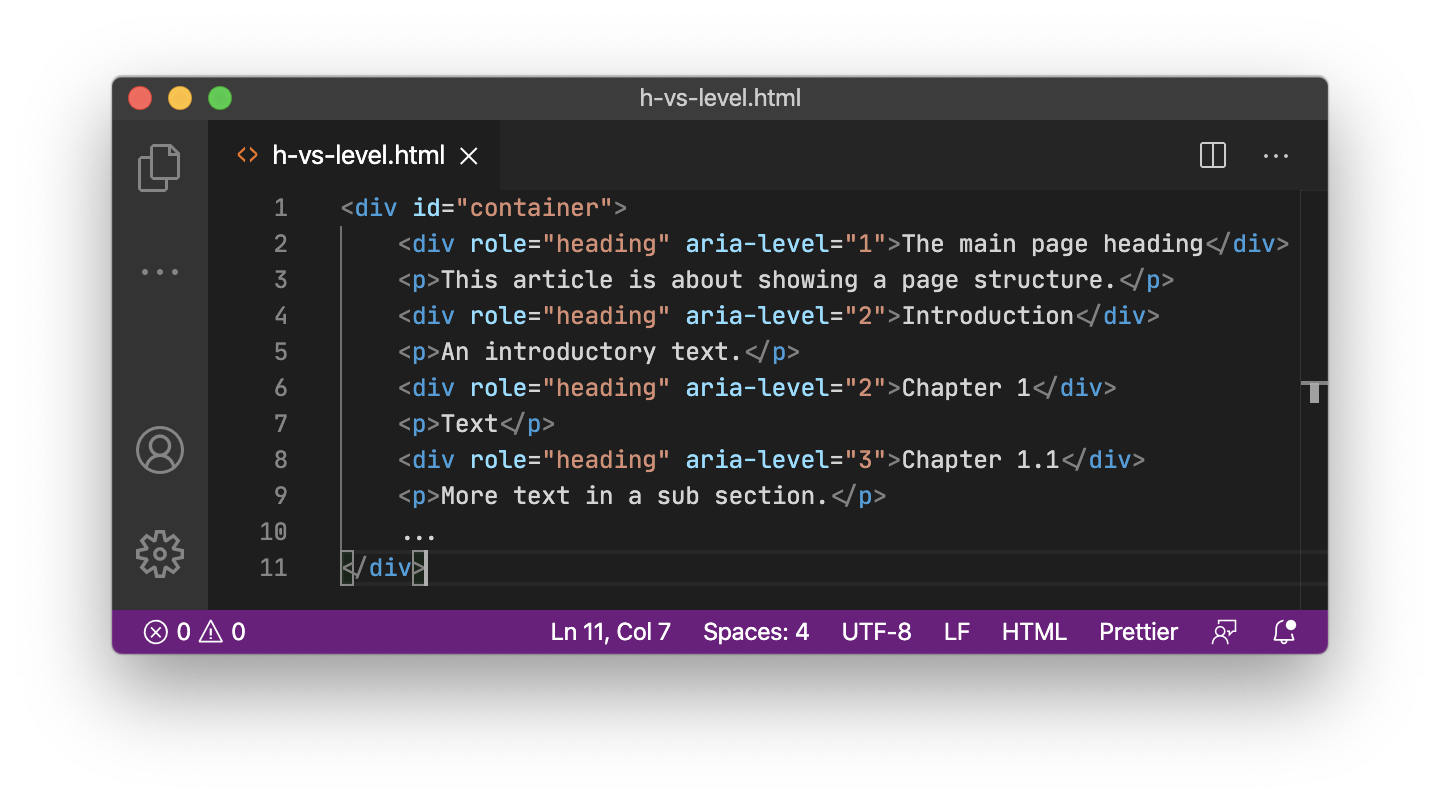 h-vs-level.html
<> h-vs-level.html
1 <div id="container">
2     <div role="heading" aria-level="1">The main page heading</div>
3     <p>This article is about showing a page structure.</p>
4     <div role="heading" aria-level="2">Introduction</div>
5     <p>An introductory text.</p>
6     <div role="heading" aria-level="2">Chapter 1</div>
7     <p>Text</p>
8     <div role="heading" aria-level="3">Chapter 1.1</div>
9     <p>More text in a sub section.</p>
10     ...
11 </div>
0 0 Ln 11, Col 7 Spaces: 4 UTF-8 LF HTML Prettier